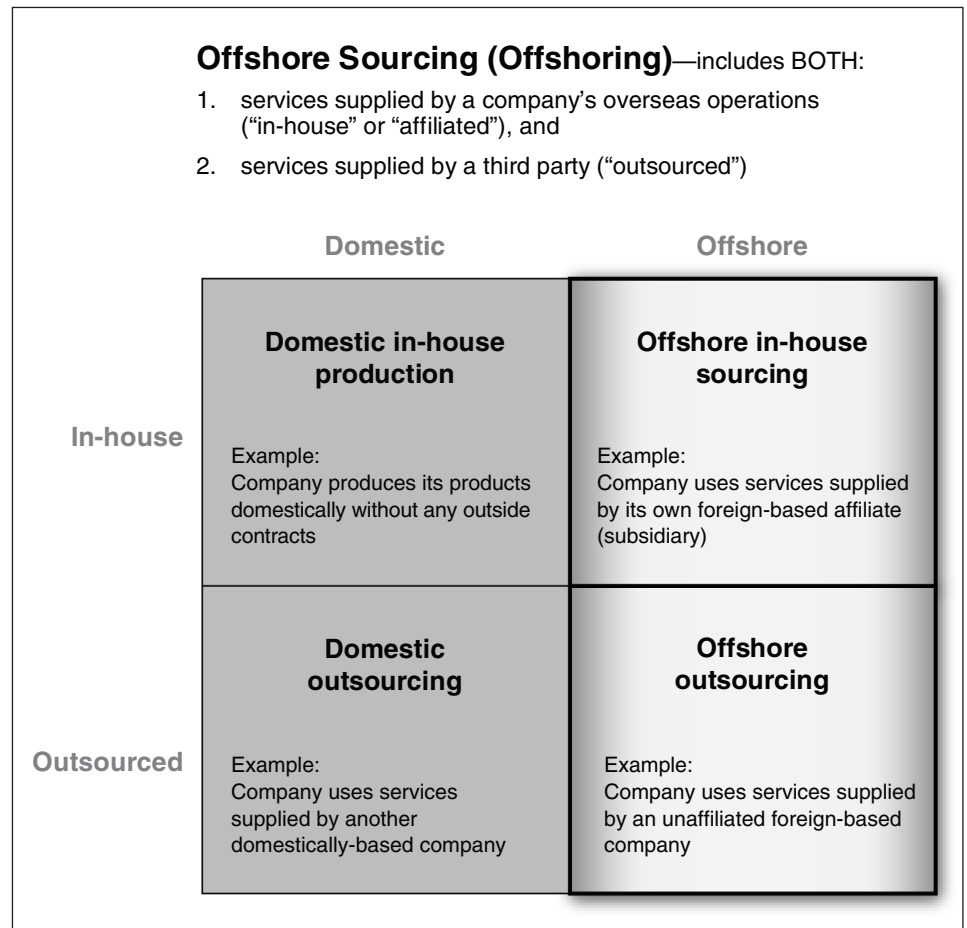 Offshore Sourcing (Offshoring)—includes BOTH:
1. services supplied by a company’s overseas operations
(“in-house” or “affiliated”), and
2. services supplied by a third party (“outsourced”)
Domestic
Offshore
In-house
Domestic in-house
production
Example:
Company produces its products
domestically without any outside
contracts
Offshore in-house
sourcing
Example:
Company uses services supplied
by its own foreign-based affiliate
(subsidiary)
Outsourced
Domestic
outsourcing
Example:
Company uses services
supplied by another
domestically-based company
Offshore
outsourcing
Example:
Company uses services supplied
by an unaffiliated foreign-based
company